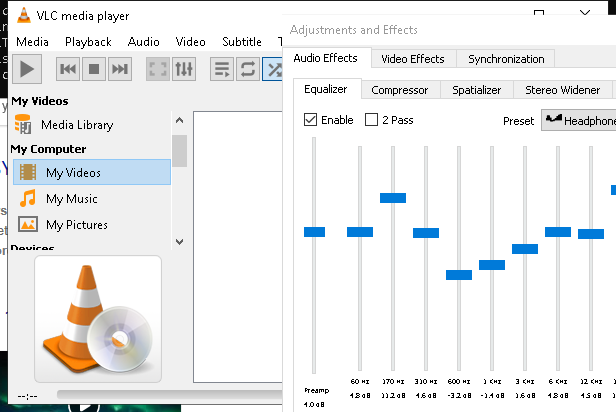 VLC media player
Media Playback Audio Video Subtitle
My Videos
Media Library
My Computer
My Videos
My Music
My Pictures
Devices
--:--
Adjustments and Effects
Audio Effects Video Effects Synchronization
Equalizer Compressor Spatializer Stereo Widener
Enable 2 Pass Preset Headphone
60 Hz 170 Hz 310 Hz 600 Hz 1 KHz 3 KHz 6 KHz 12
Preamp 4.8 dB 11.2 dB 4.6 dB -3.2 dB -1.4 dB 1.6 dB 4.8 dB 4.5 dB
4.0 dB